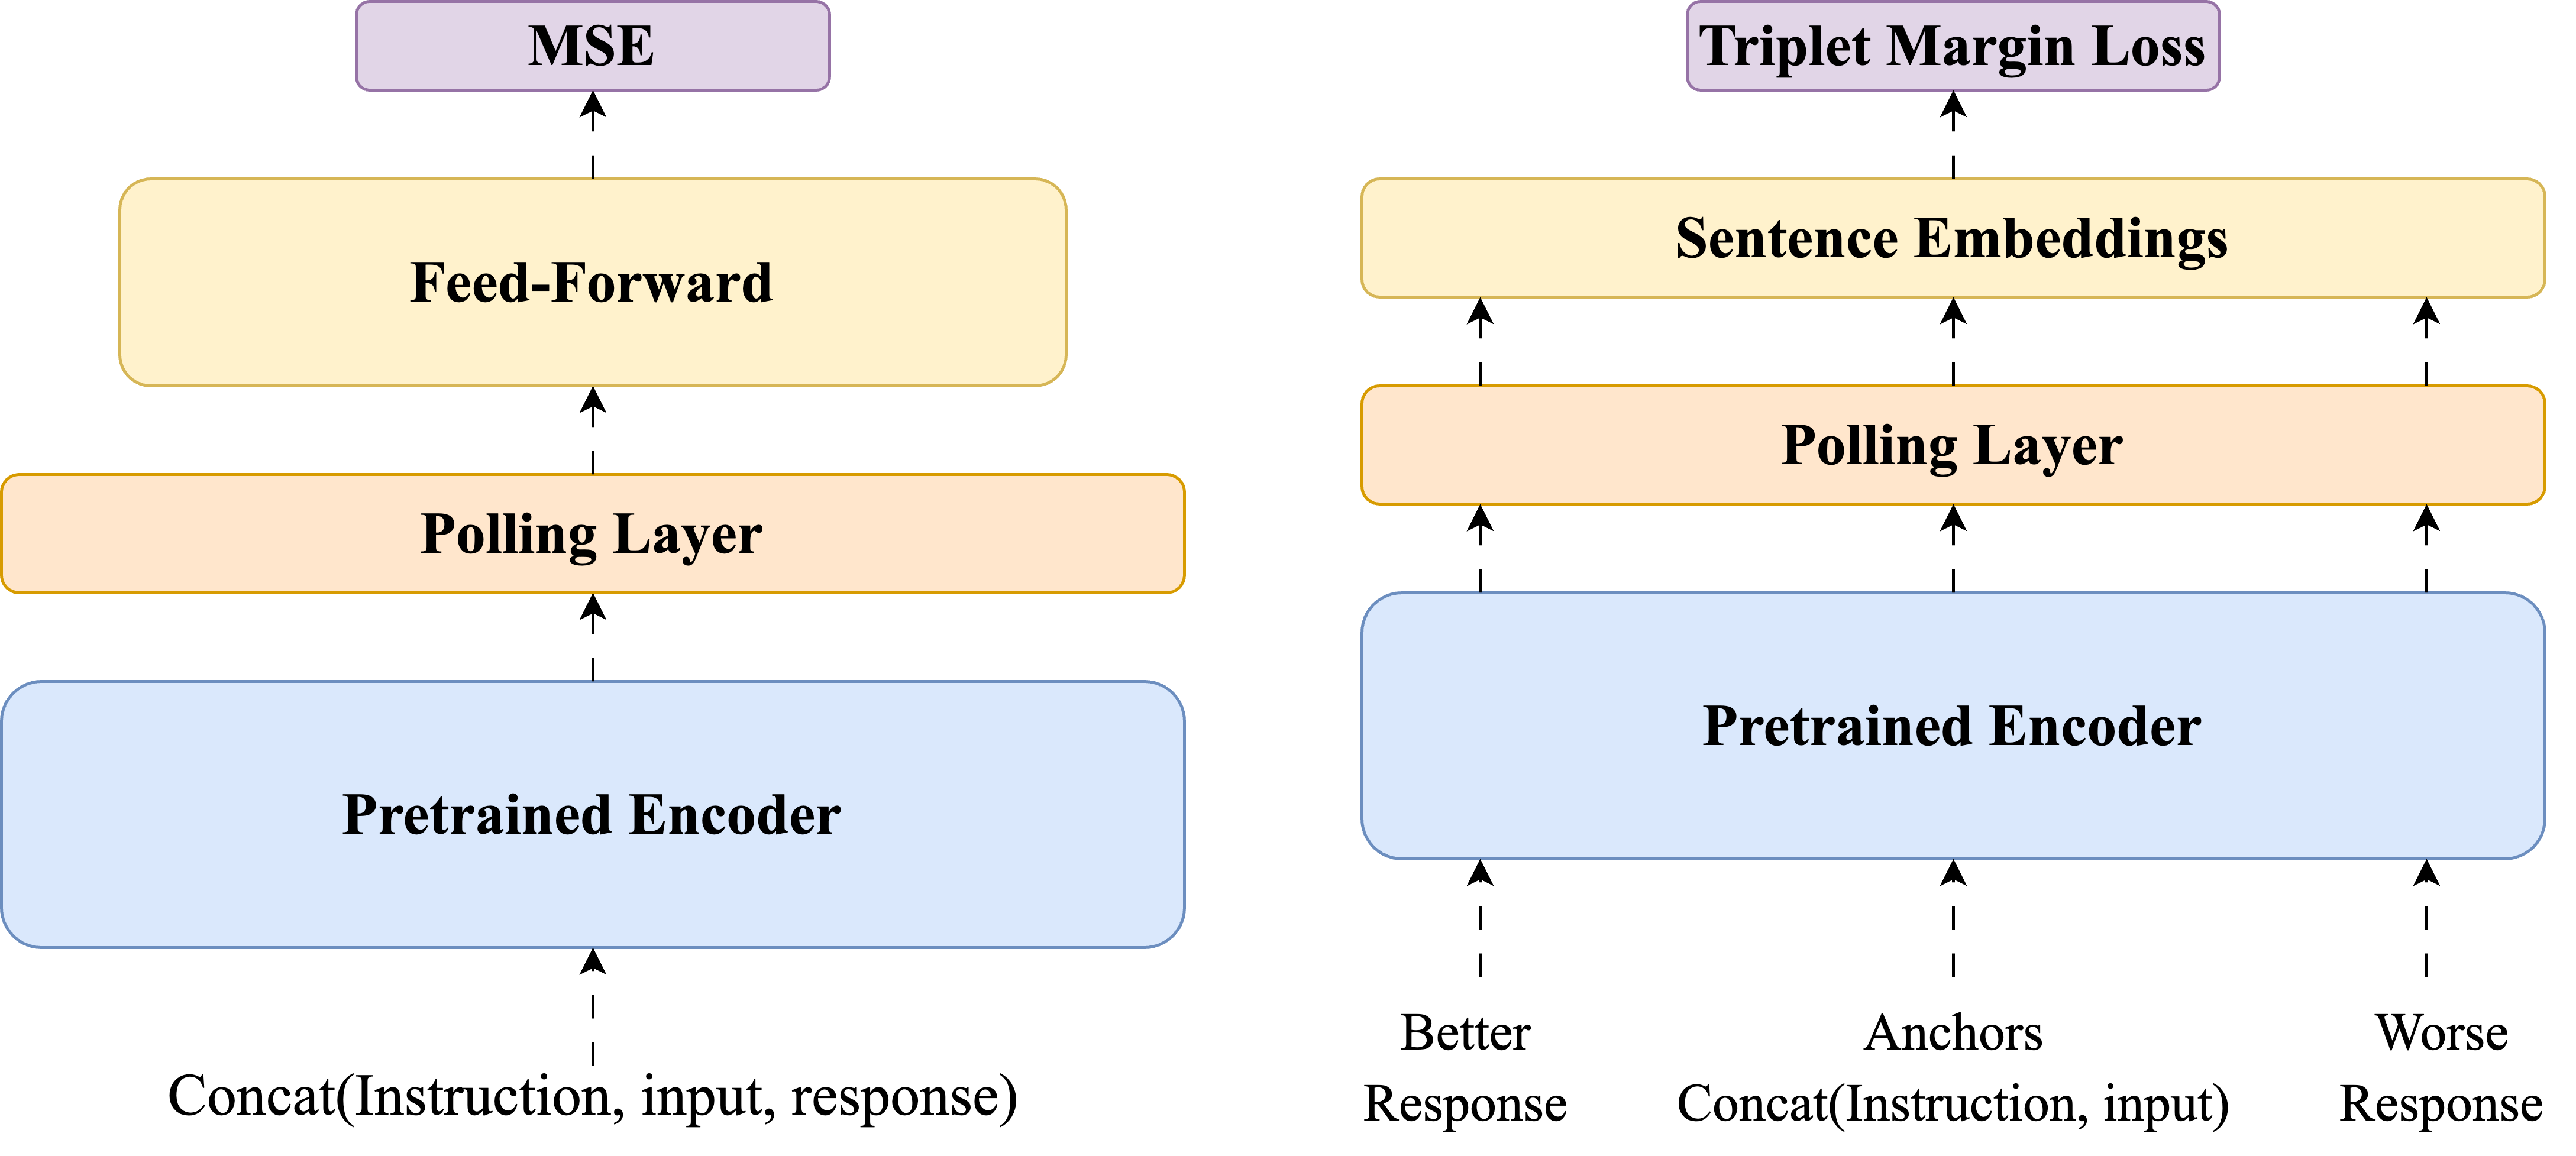 MSE
Feed-Forward
Polling Layer
Pretrained Encoder
Concat(Instruction, input, response)
Triplet Margin Loss
Sentence Embeddings
Polling Layer
Pretrained Encoder
Better
Response
Anchors
Concat(Instruction, input)
Worse
Response